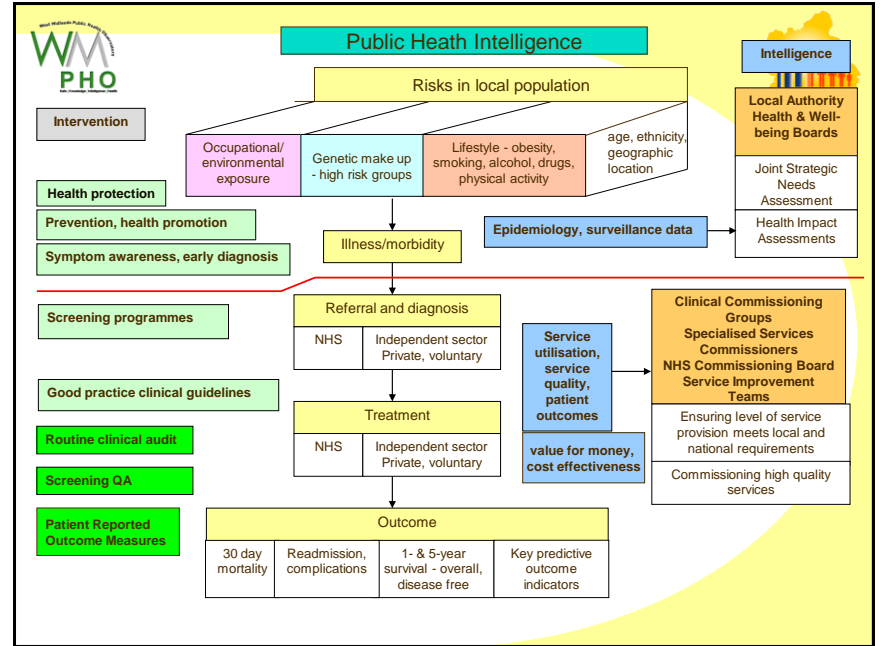 West Midlands Public Health Observatory
WM
PHO
Public Heath Intelligence
Intelligence
Risks in local population
Intervention
Occupational/
environmental
exposure
Genetic make up
- high risk groups
Lifestyle - obesity,
smoking, alcohol, drugs,
physical activity
age, ethnicity,
geographic
location
Local Authority
Health & Well-
being Boards
Joint Strategic
Needs
Assessment
Health Impact
Assessments
Health protection
Prevention, health promotion
Symptom awareness, early diagnosis
Illness/morbidity
Epidemiology, surveillance data
Screening programmes
Good practice clinical guidelines
Routine clinical audit
Screening QA
Patient Reported
Outcome Measures
Referral and diagnosis
NHS
Independent sector
Private, voluntary
Treatment
NHS
Independent sector
Private, voluntary
Service
utilisation,
service
quality,
patient
outcomes
value for money,
cost effectiveness
Clinical Commissioning
Groups
Specialised Services
Commissioners
NHS Commissioning Board
Service Improvement
Teams
Ensuring level of service
provision meets local and
national requirements
Commissioning high quality
services
Outcome
30 day
mortality
Readmission,
complications
1- & 5-year
survival - overall,
disease free
Key predictive
outcome
indicators